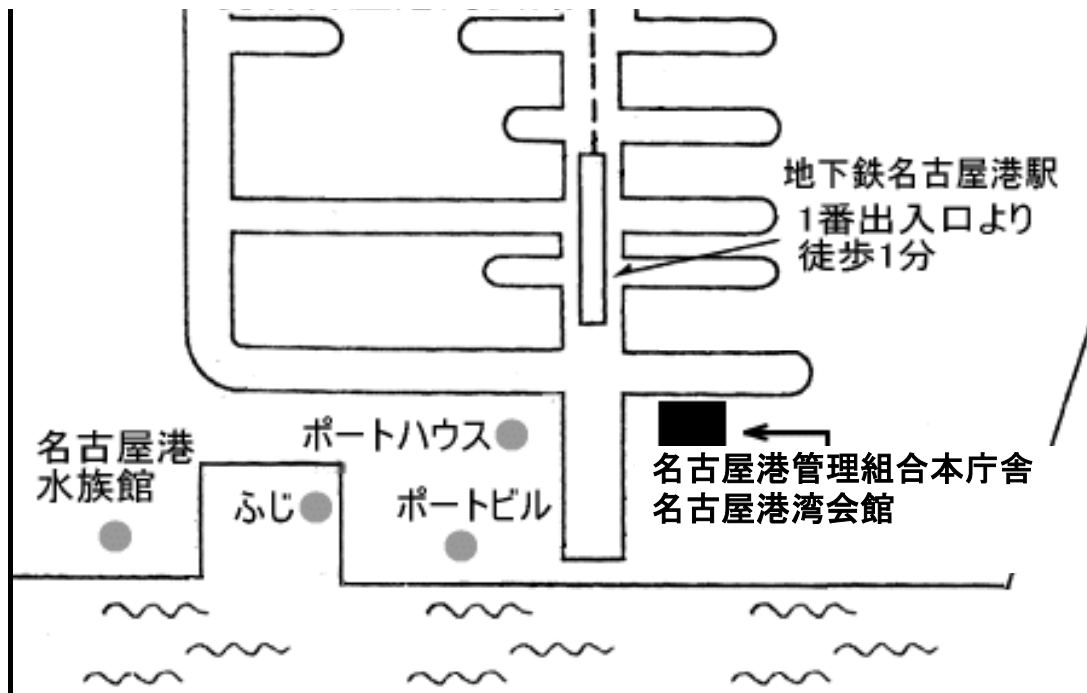 地下鉄名古屋港駅
1番出入口より
徒歩1分
ポートハウス
名古屋港
水族館
名古屋港管理組合本庁舎
名古屋港湾会館
ふじ
ポートビル